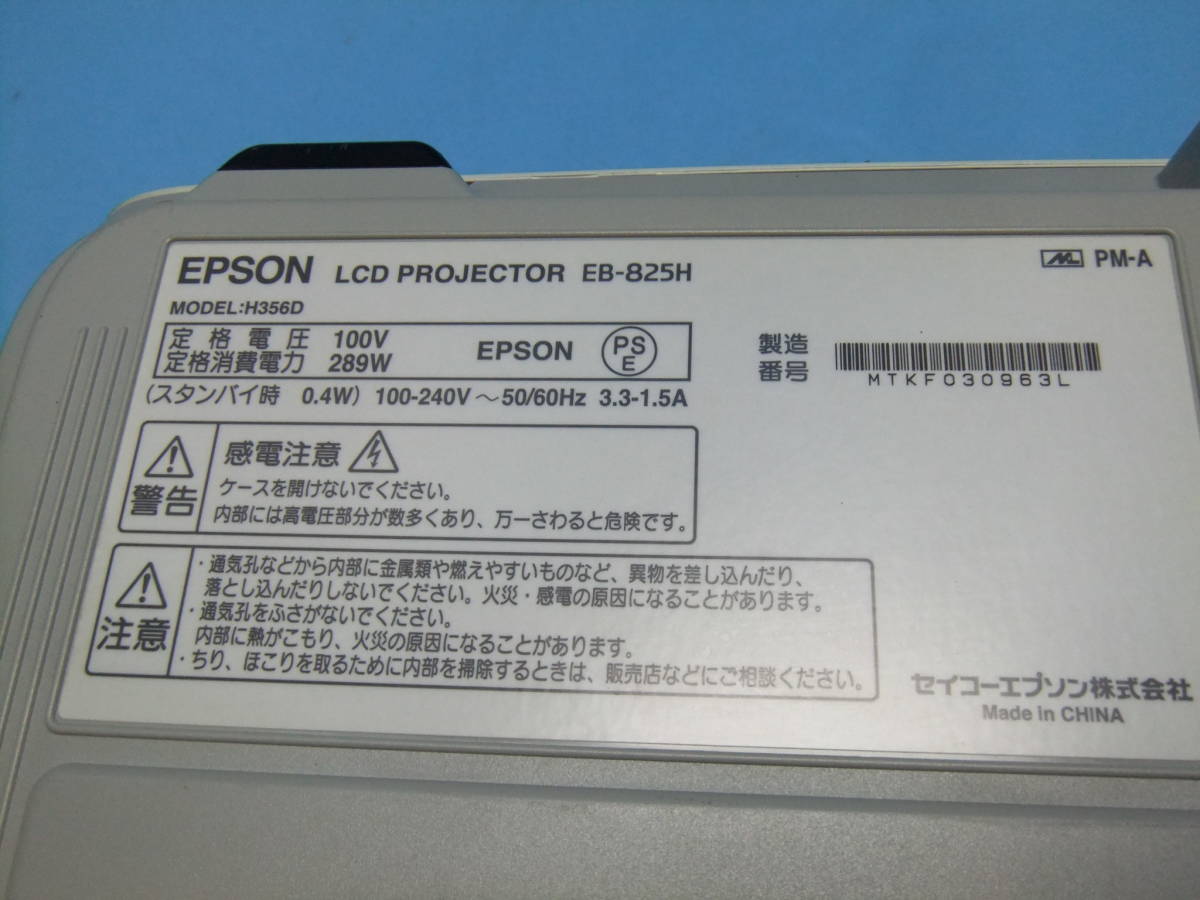 EPSON LCD PROJECTOR EB-825H
PM-A
MODEL:H356D
定格電圧 100V
定格消費電力 289W
EPSON
PS
E
(スタンバイ時 0.4W) 100-240V ～50/60Hz 3.3-1.5A
製造
番号
MTKF030963L
警告
感電注意
ケースを開けないでください。
内部には高電圧部分が数多くあり、万一さわると危険です。
注意
・通気孔などから内部に金属類や燃えやすいものなど、異物を差し込んだり、
落とし込んだりしないでください。火災・感電の原因になることがあります。
・通気孔をふさがないでください。
内部に熱がこもり、火災の原因になることがあります。
・ちり、ほこりを取るために内部を掃除するときは、販売店などにご相談ください。
セイコーエプソン株式会社
Made in CHINA